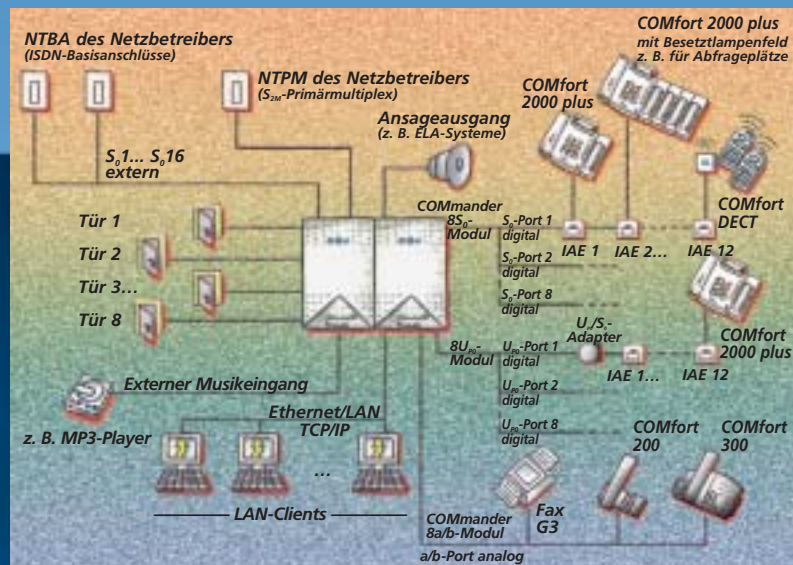 NTBA des Netzbetreibers
(ISDN-Basisanschlüsse)
NTPM des Netzbetreibers
(S2M-Primärmultiplex)
Ansageausgang
(z. B. ELA-Systeme)
COMfort
2000 plus
COMfort 2000 plus
mit Besetztlampenfeld
z. B. für Abfrageplätze
S01... S016
extern
COMfort
DECT
Tür 1
Tür 2
Tür 3...
Tür 8
COMmander
8S0-
Modul
S0-Port 1
digital
S0-Port 2
digital
S0-Port 8
digital
IAE 1
IAE 2...
IAE 12
8UP0-
Modul
UP0-Port 1
digital
UP0-Port 2
digital
UP0-Port 8
digital
Adapter
IAE 1...
IAE 12
COMfort
2000 plus
Externer Musikeingang
z. B. MP3-Player
Ethernet/LAN
TCP/IP
...
LAN-Clients
COMmander
8a/b-Modul
a/b-Port analog
Fax
G3
COMfort
200
COMfort
300